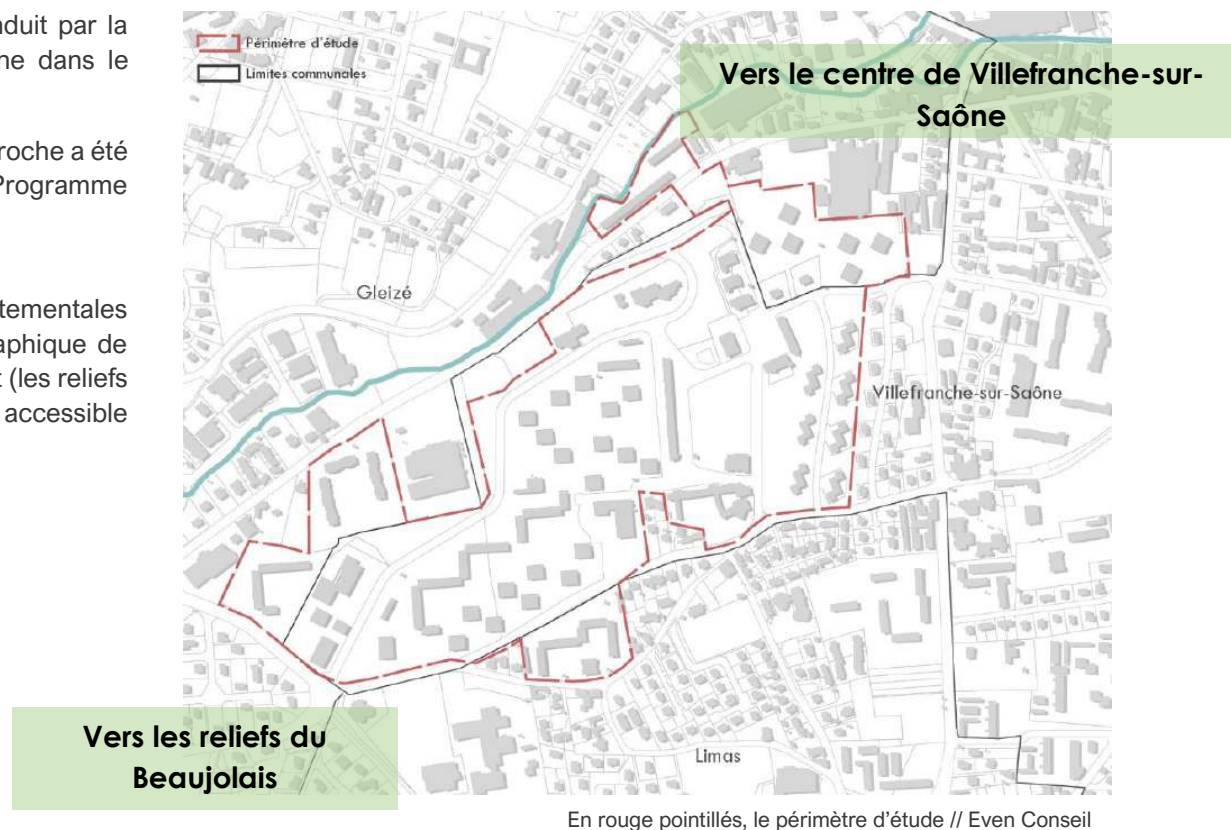 nduit par la
ne dans le
roche a été
Programme
rtementales
aphique de
t (les reliefs
accessible
Périmètre d'étude
Limites communales
Vers le centre de Villefranche-sur-
Saône
Gleizé
Villefranche-sur-Saône
Limas
Vers les reliefs du
Beaujolais
En rouge pointillés, le périmètre d'étude // Even Conseil